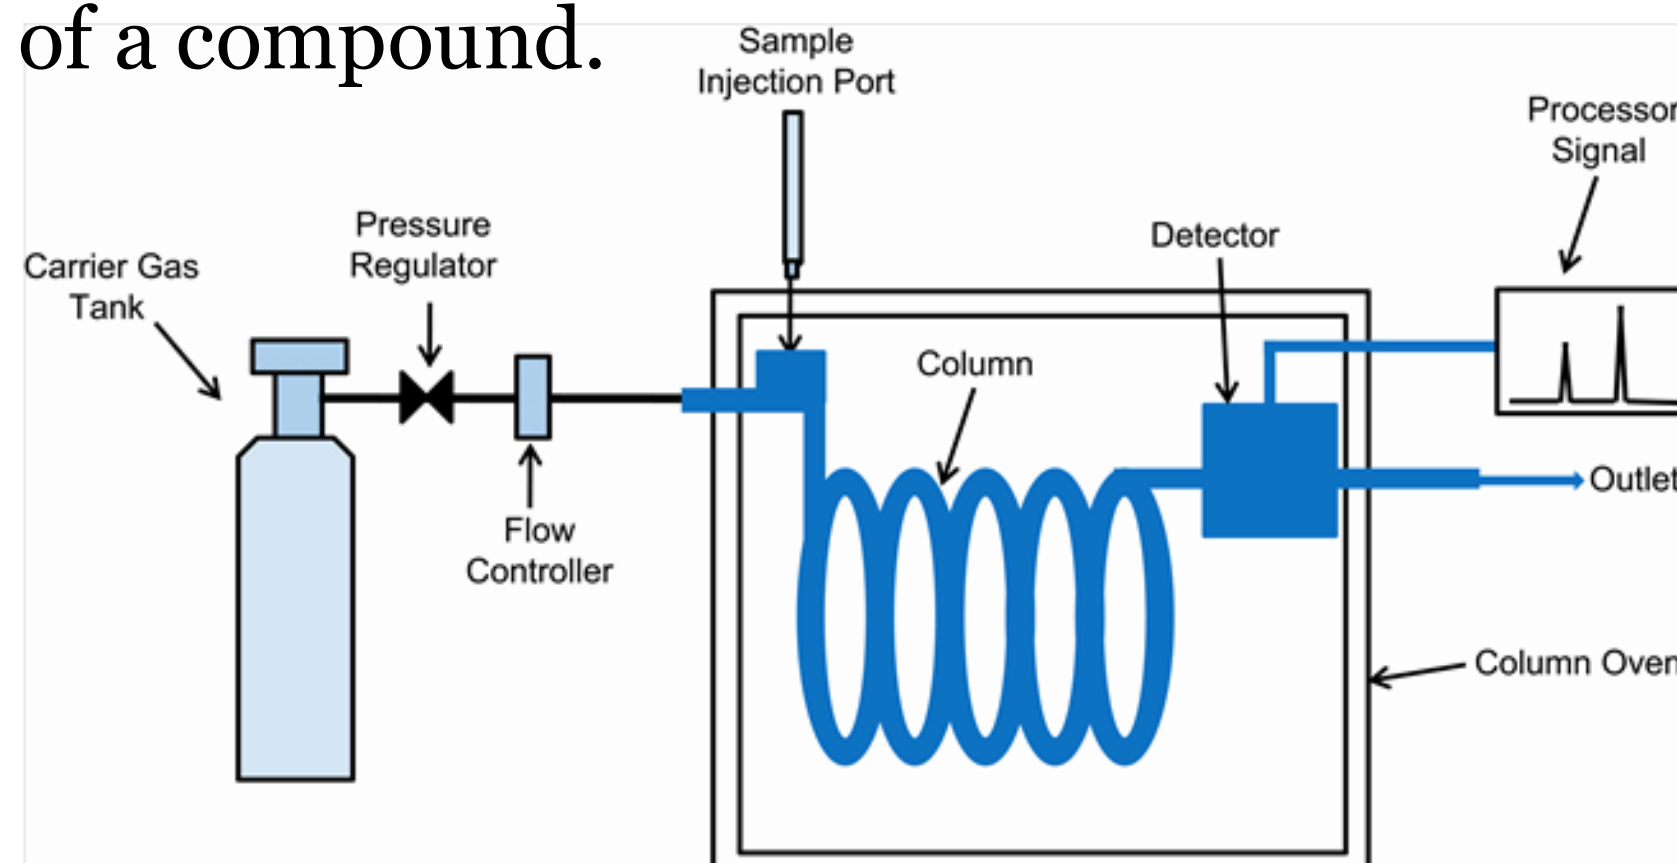 of a compound.
Sample
Injection Port
Processor
Signal
Pressure
Regulator
Detector
Carrier Gas
Tank
Column
Outlet
Flow
Controller
Column Oven